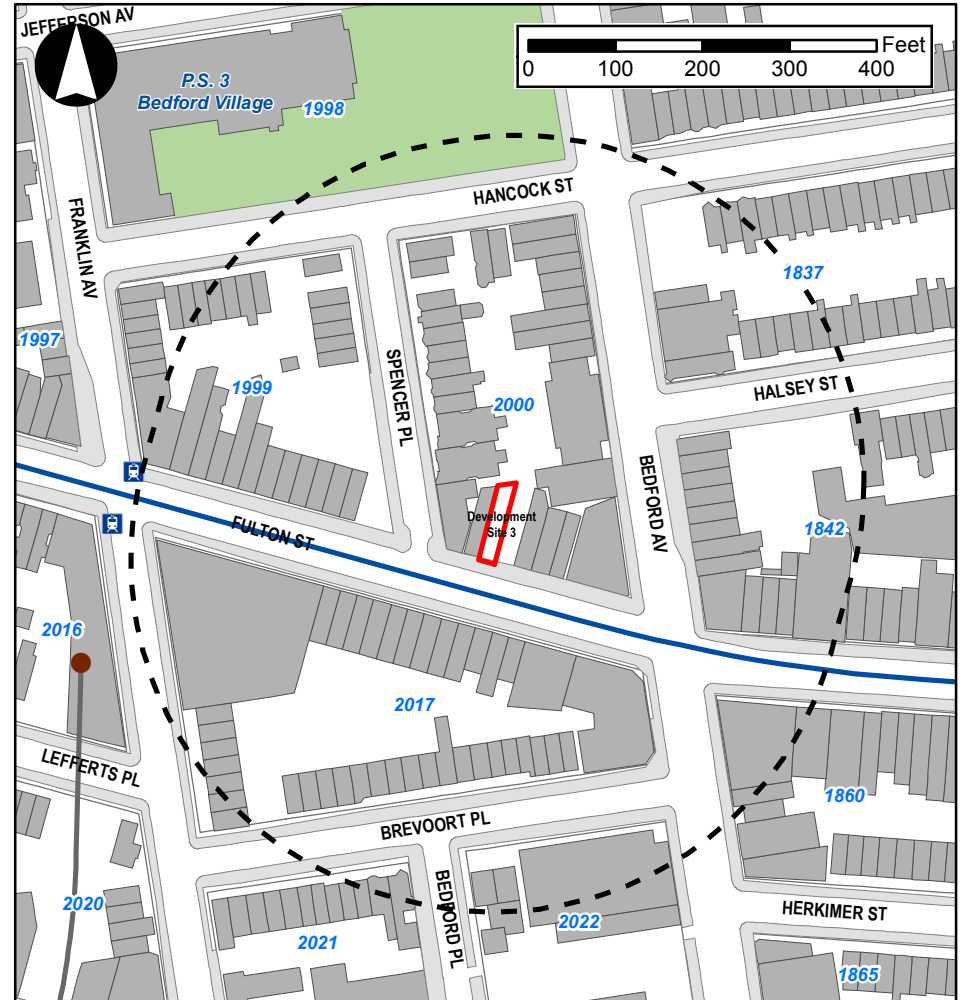 JEFFERSON AV
Feet
0 100 200 300 400
P.S. 3
Bedford Village
1998
HANCOCK ST
FRANKLIN AV
1837
1997
SPENCER PL
1999
HALSEY ST
2000
BEDFORD AV
Development
Site 3
FULTON ST
1842
2016
2017
LEFFERTS PL
1860
BREVOORT PL
BEDFORD PL
2020
2022
HERKIMER ST
2021
1865